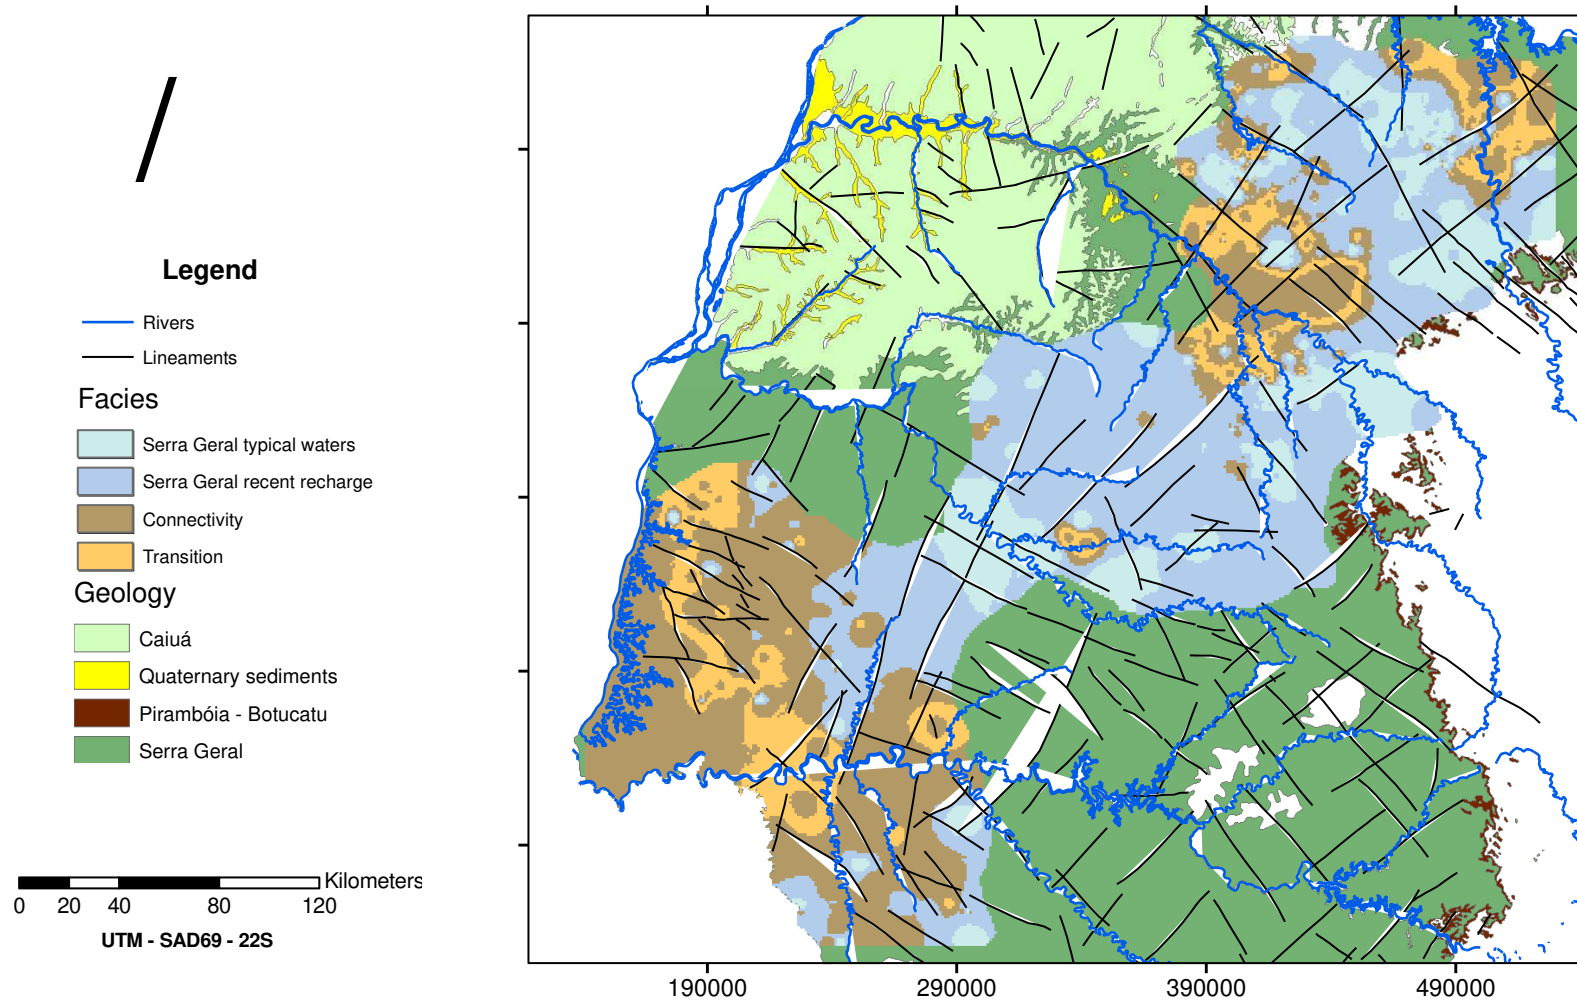 Legend
Rivers
Lineaments
Facies
Serra Geral typical waters
Serra Geral recent recharge
Connectivity
Transition
Geology
Caiuá
Quaternary sediments
Pirambóia - Botucatu
Serra Geral
Kilometers
0 20 40 80 120
UTM - SAD69 - 22S
190000 290000 390000 490000